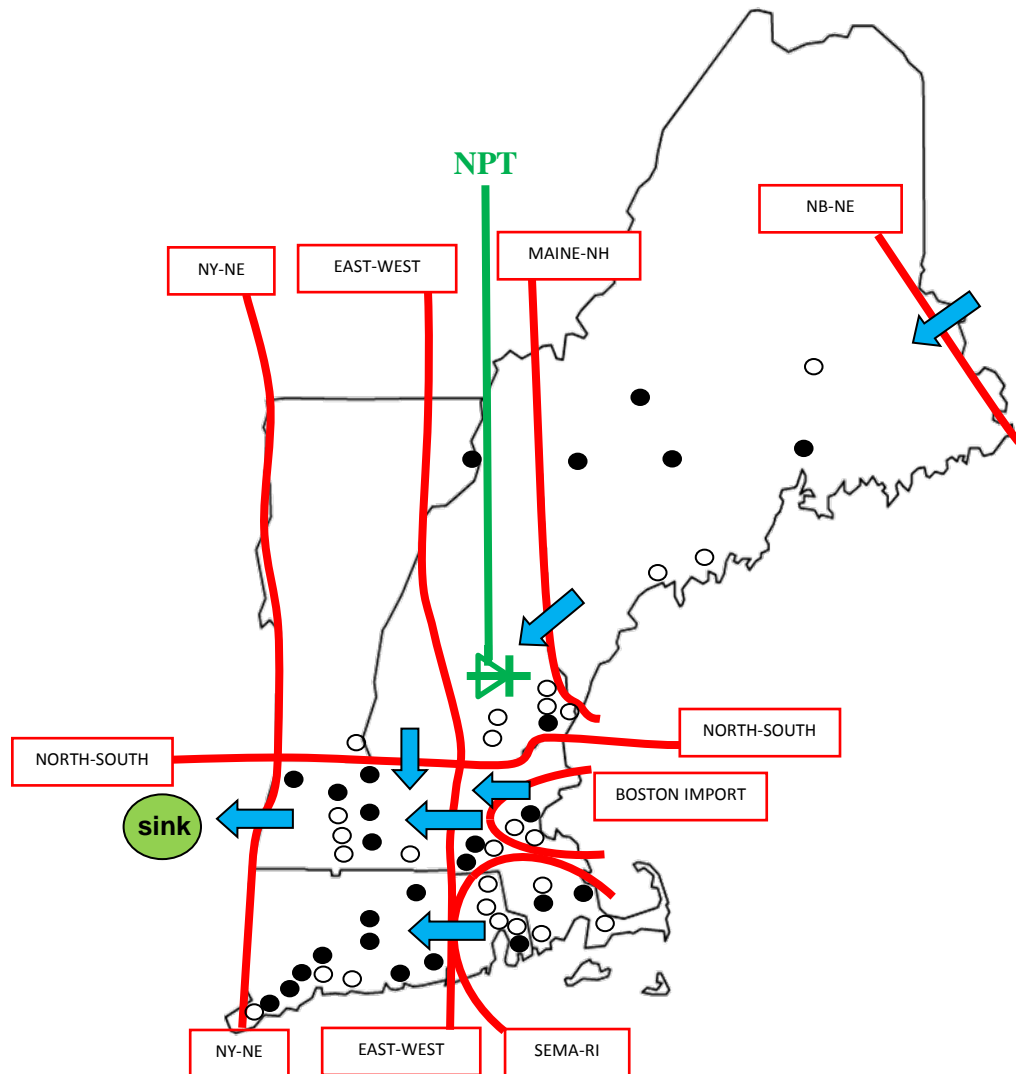 NPT
NB-NE
NY-NE
EAST-WEST
MAINE-NH
NORTH-SOUTH
NORTH-SOUTH
BOSTON IMPORT
sink
NY-NE
EAST-WEST
SEMA-RI